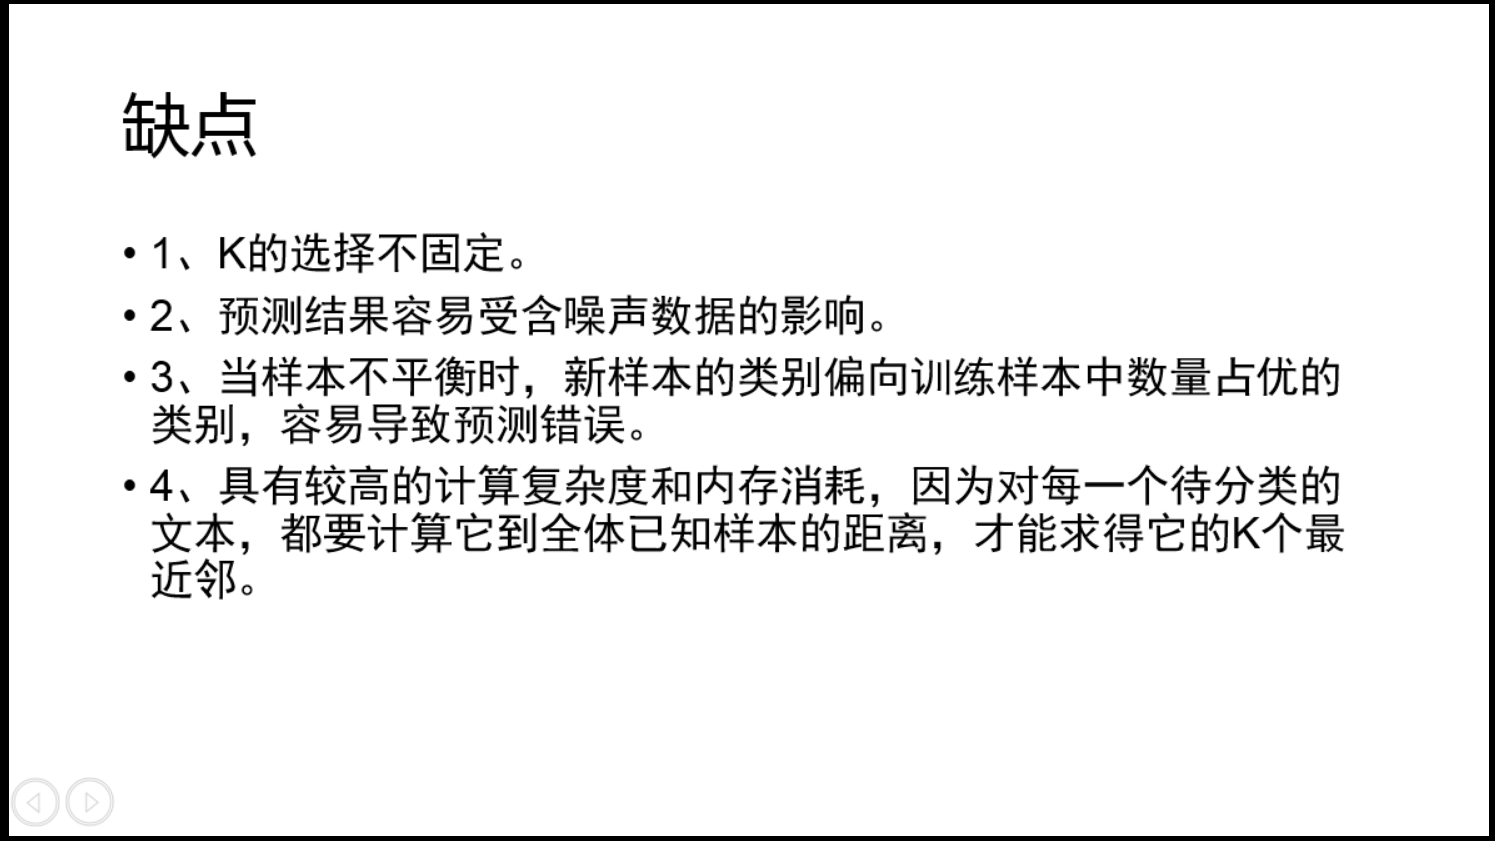 缺点
• 1、K的选择不固定。
• 2、预测结果容易受含噪声数据的影响。
• 3、当样本不平衡时，新样本的类别偏向训练样本中数量占优的
类别，容易导致预测错误。
• 4、具有较高的计算复杂度和内存消耗，因为对每一个待分类的
文本，都要计算它到全体已知样本的距离，才能求得它的K个最
近邻。